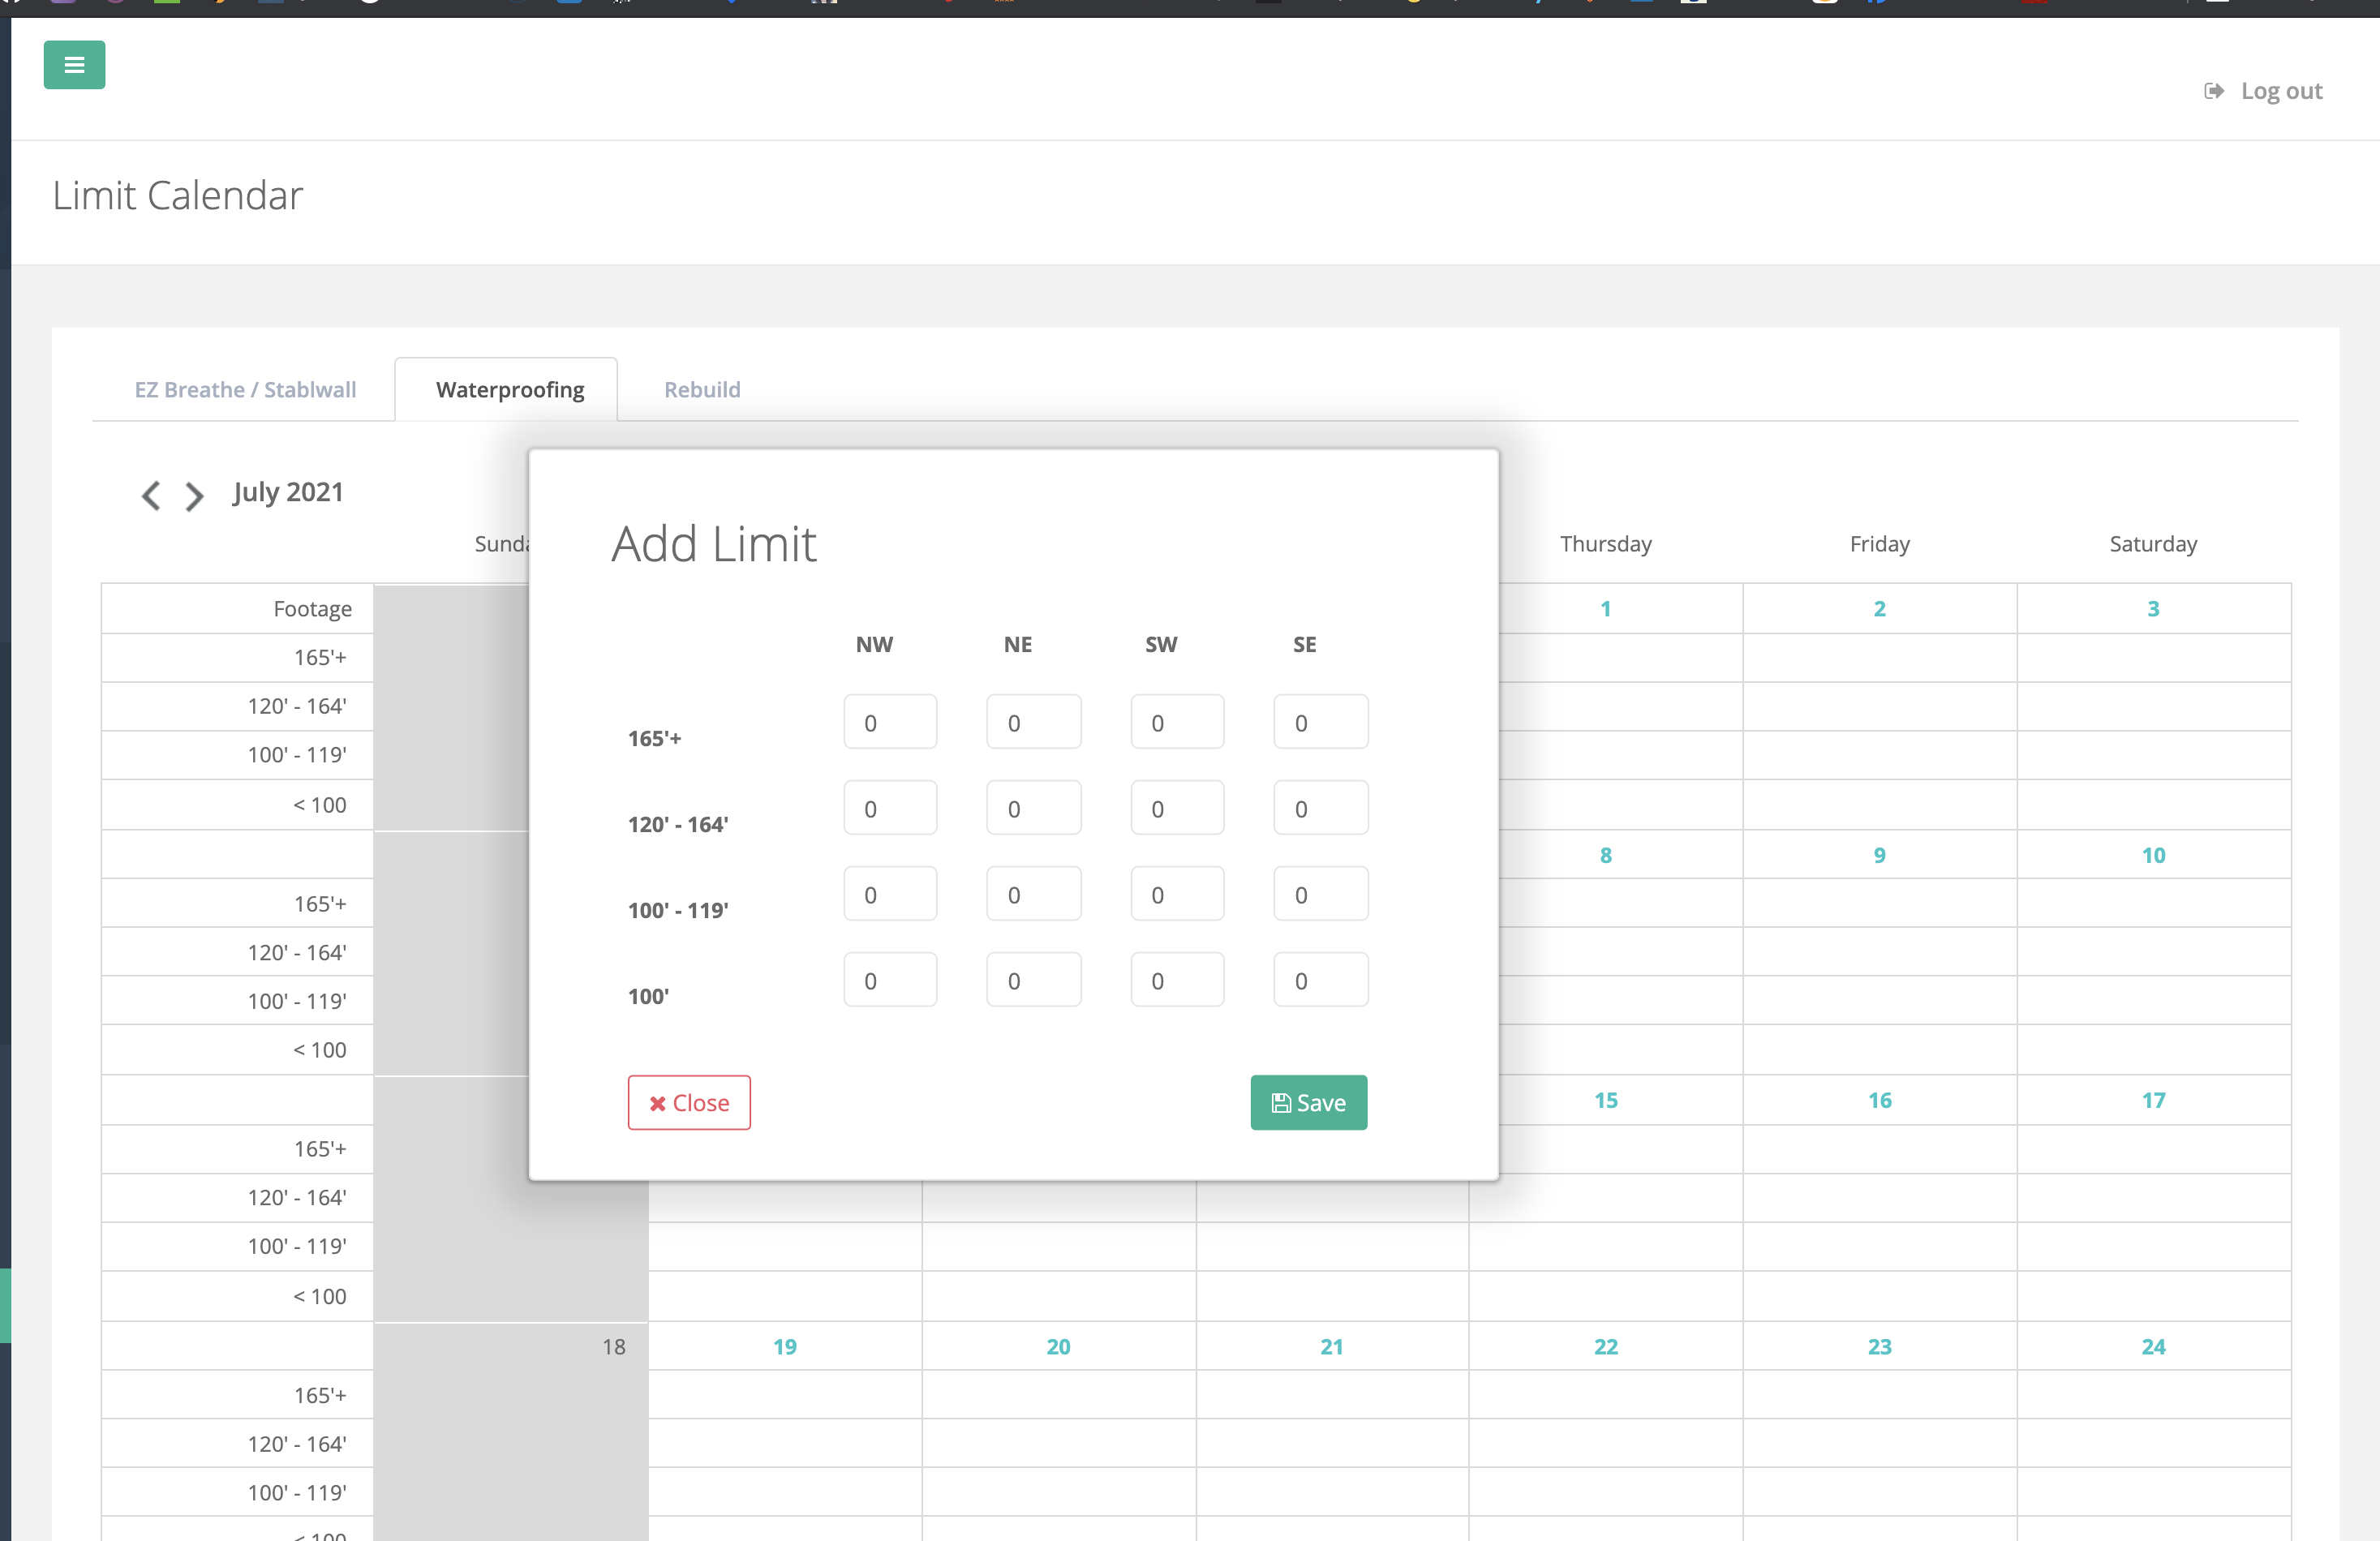 Log out
Limit Calendar
EZ Breathe / Stablwall Waterproofing Rebuild
July 2021
Thursday Friday Saturday
Add Limit
Footage 1 2 3
NW NE SW SE
165'+
120' - 164'
165'+ 0 0 0 0
100' - 119'
< 100
120' - 164' 0 0 0 0
8 9 10
165'+
100' - 119' 0 0 0 0
120' - 164'
100' - 119'
100' 0 0 0 0
< 100
15 16 17
Close Save
165'+
120' - 164'
100' - 119'
< 100
18 19 20 21 22 23 24
165'+
120' - 164'
100' - 119'